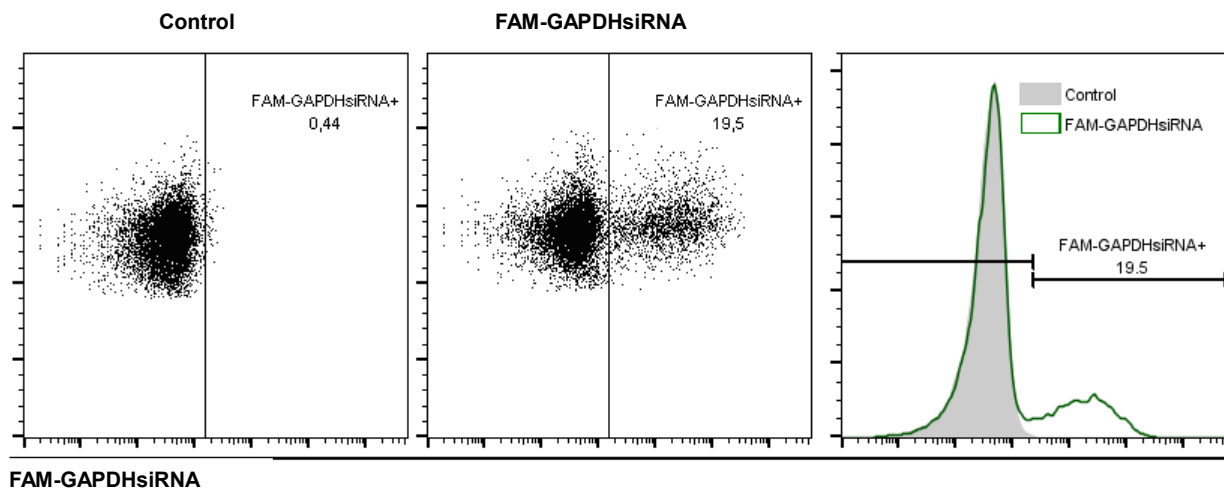 Control
FAM-GAPDHsiRNA
FAM-GAPDHsiRNA+
0,44
FAM-GAPDHsiRNA+
19,5
Control
FAM-GAPDHsiRNA
FAM-GAPDHsiRNA+
19.5
FAM-GAPDHsiRNA